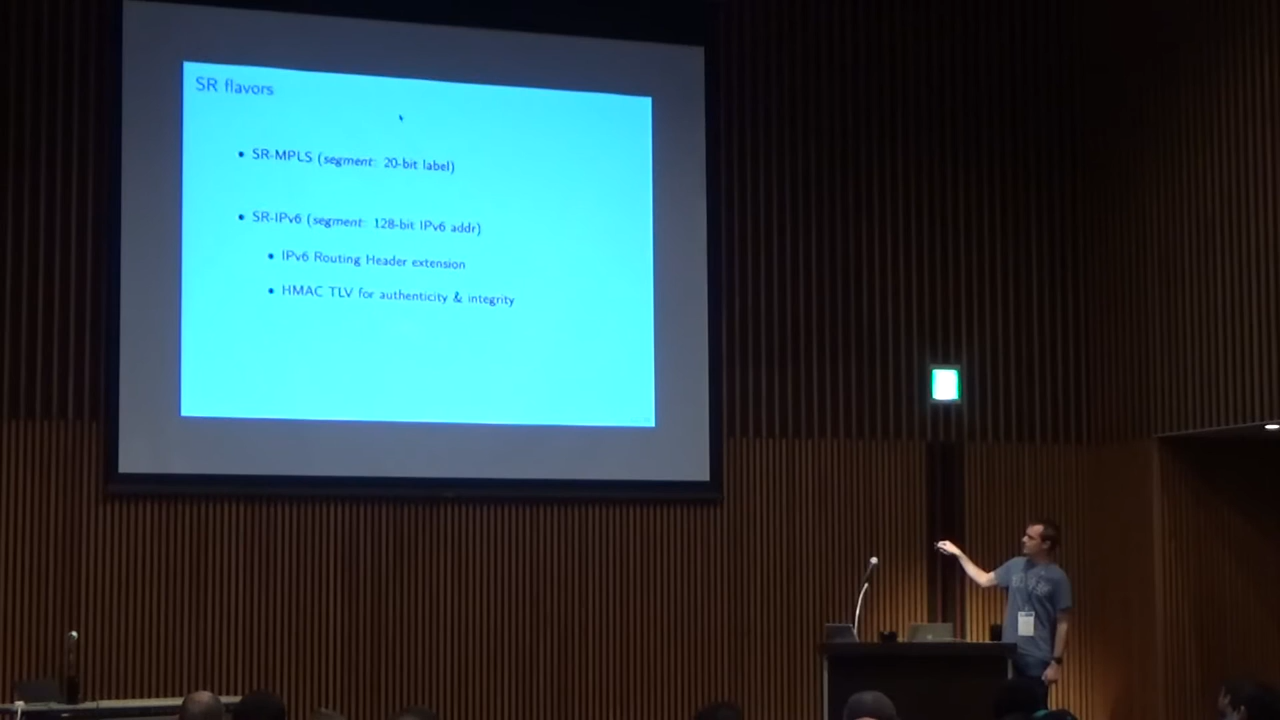 SR flavors
• SR-MPLS (segment: 20-bit label)
• SR-IPv6 (segment: 128-bit IPv6 addr)
• IPv6 Routing Header extension
• HMAC TLV for authenticity & integrity